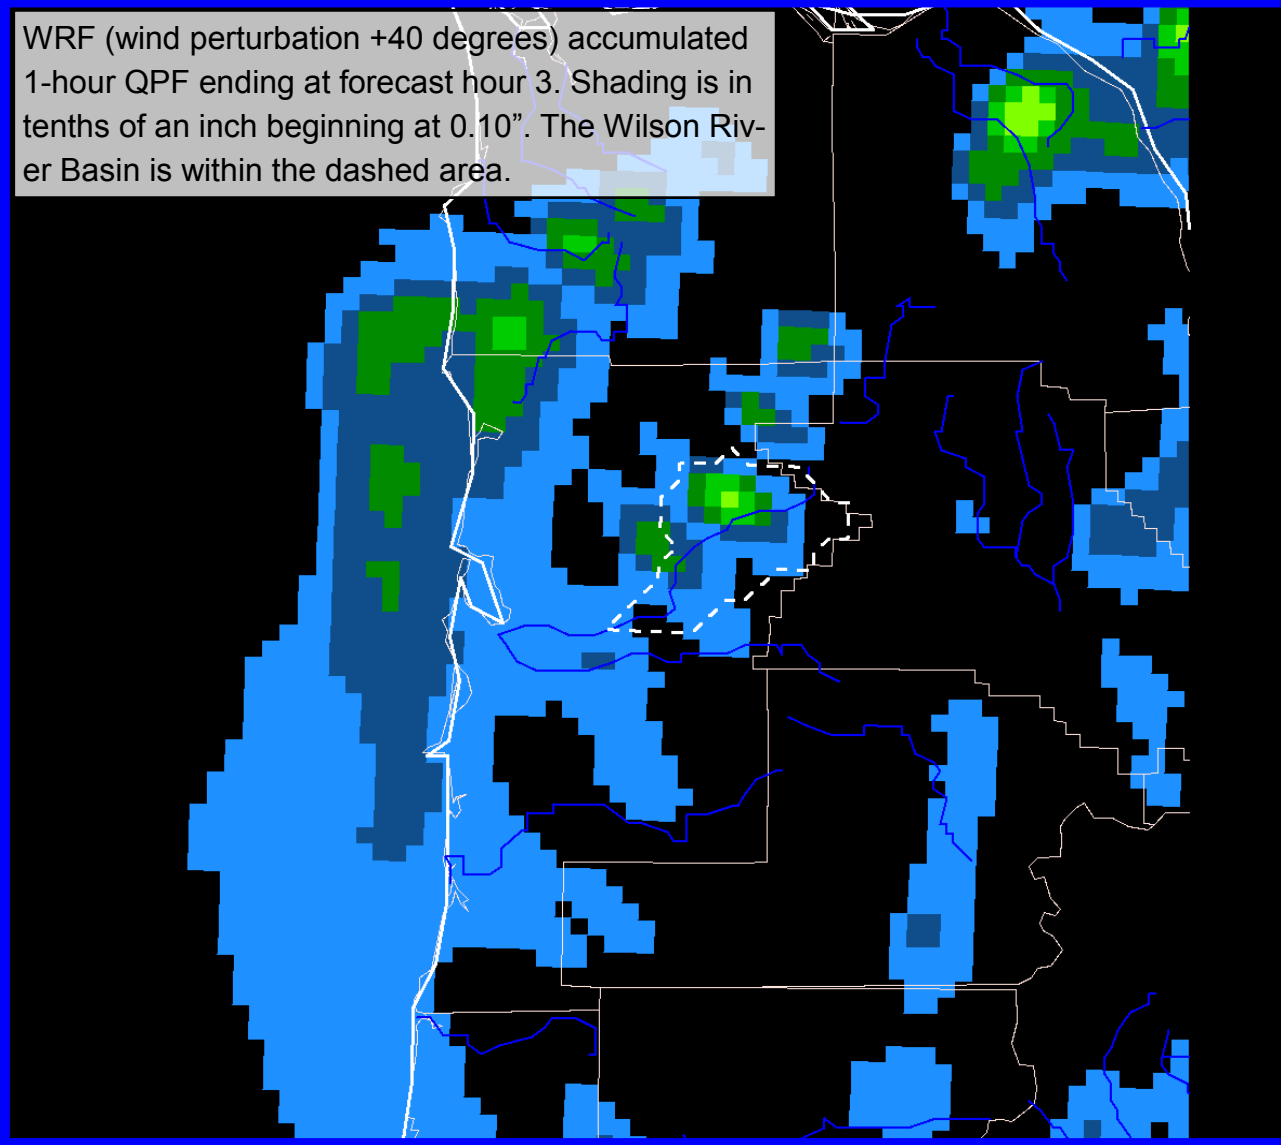 WRF (wind perturbation +40 degrees) accumulated
1-hour QPF ending at forecast hour 3. Shading is in
tenths of an inch beginning at 0.10”. The Wilson Riv-
er Basin is within the dashed area.